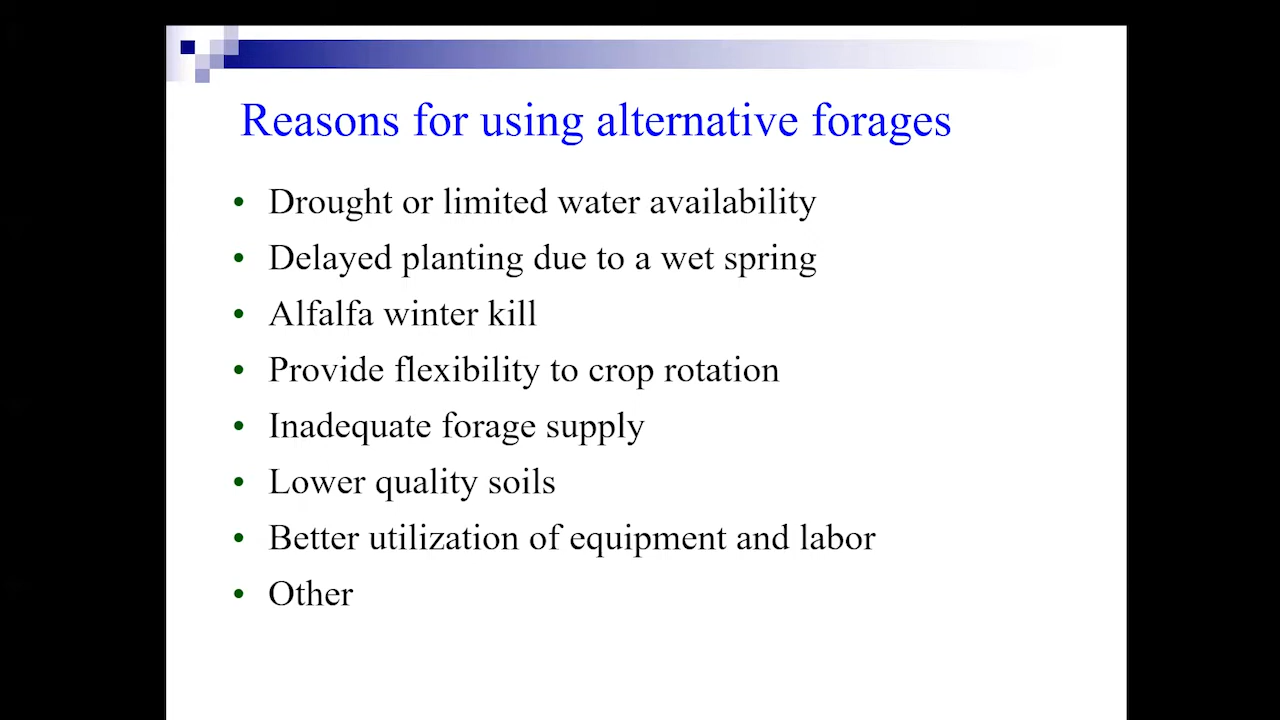 Reasons for using alternative forages
• Drought or limited water availability
• Delayed planting due to a wet spring
• Alfalfa winter kill
• Provide flexibility to crop rotation
• Inadequate forage supply
• Lower quality soils
• Better utilization of equipment and labor
• Other